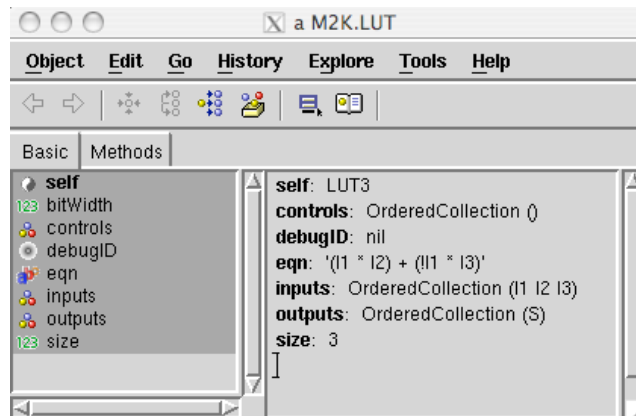 a M2K.LUT
Object Edit Go History Explore Tools Help
Basic Methods
self
123 bitWidth
controls
debugID
eqn
inputs
outputs
123 size
self: LUT3
controls: OrderedCollection ()
debugID: nil
eqn: '(I1 * I2) + (!I1 * I3)'
inputs: OrderedCollection (I1 I2 I3)
outputs: OrderedCollection (S)
size: 3